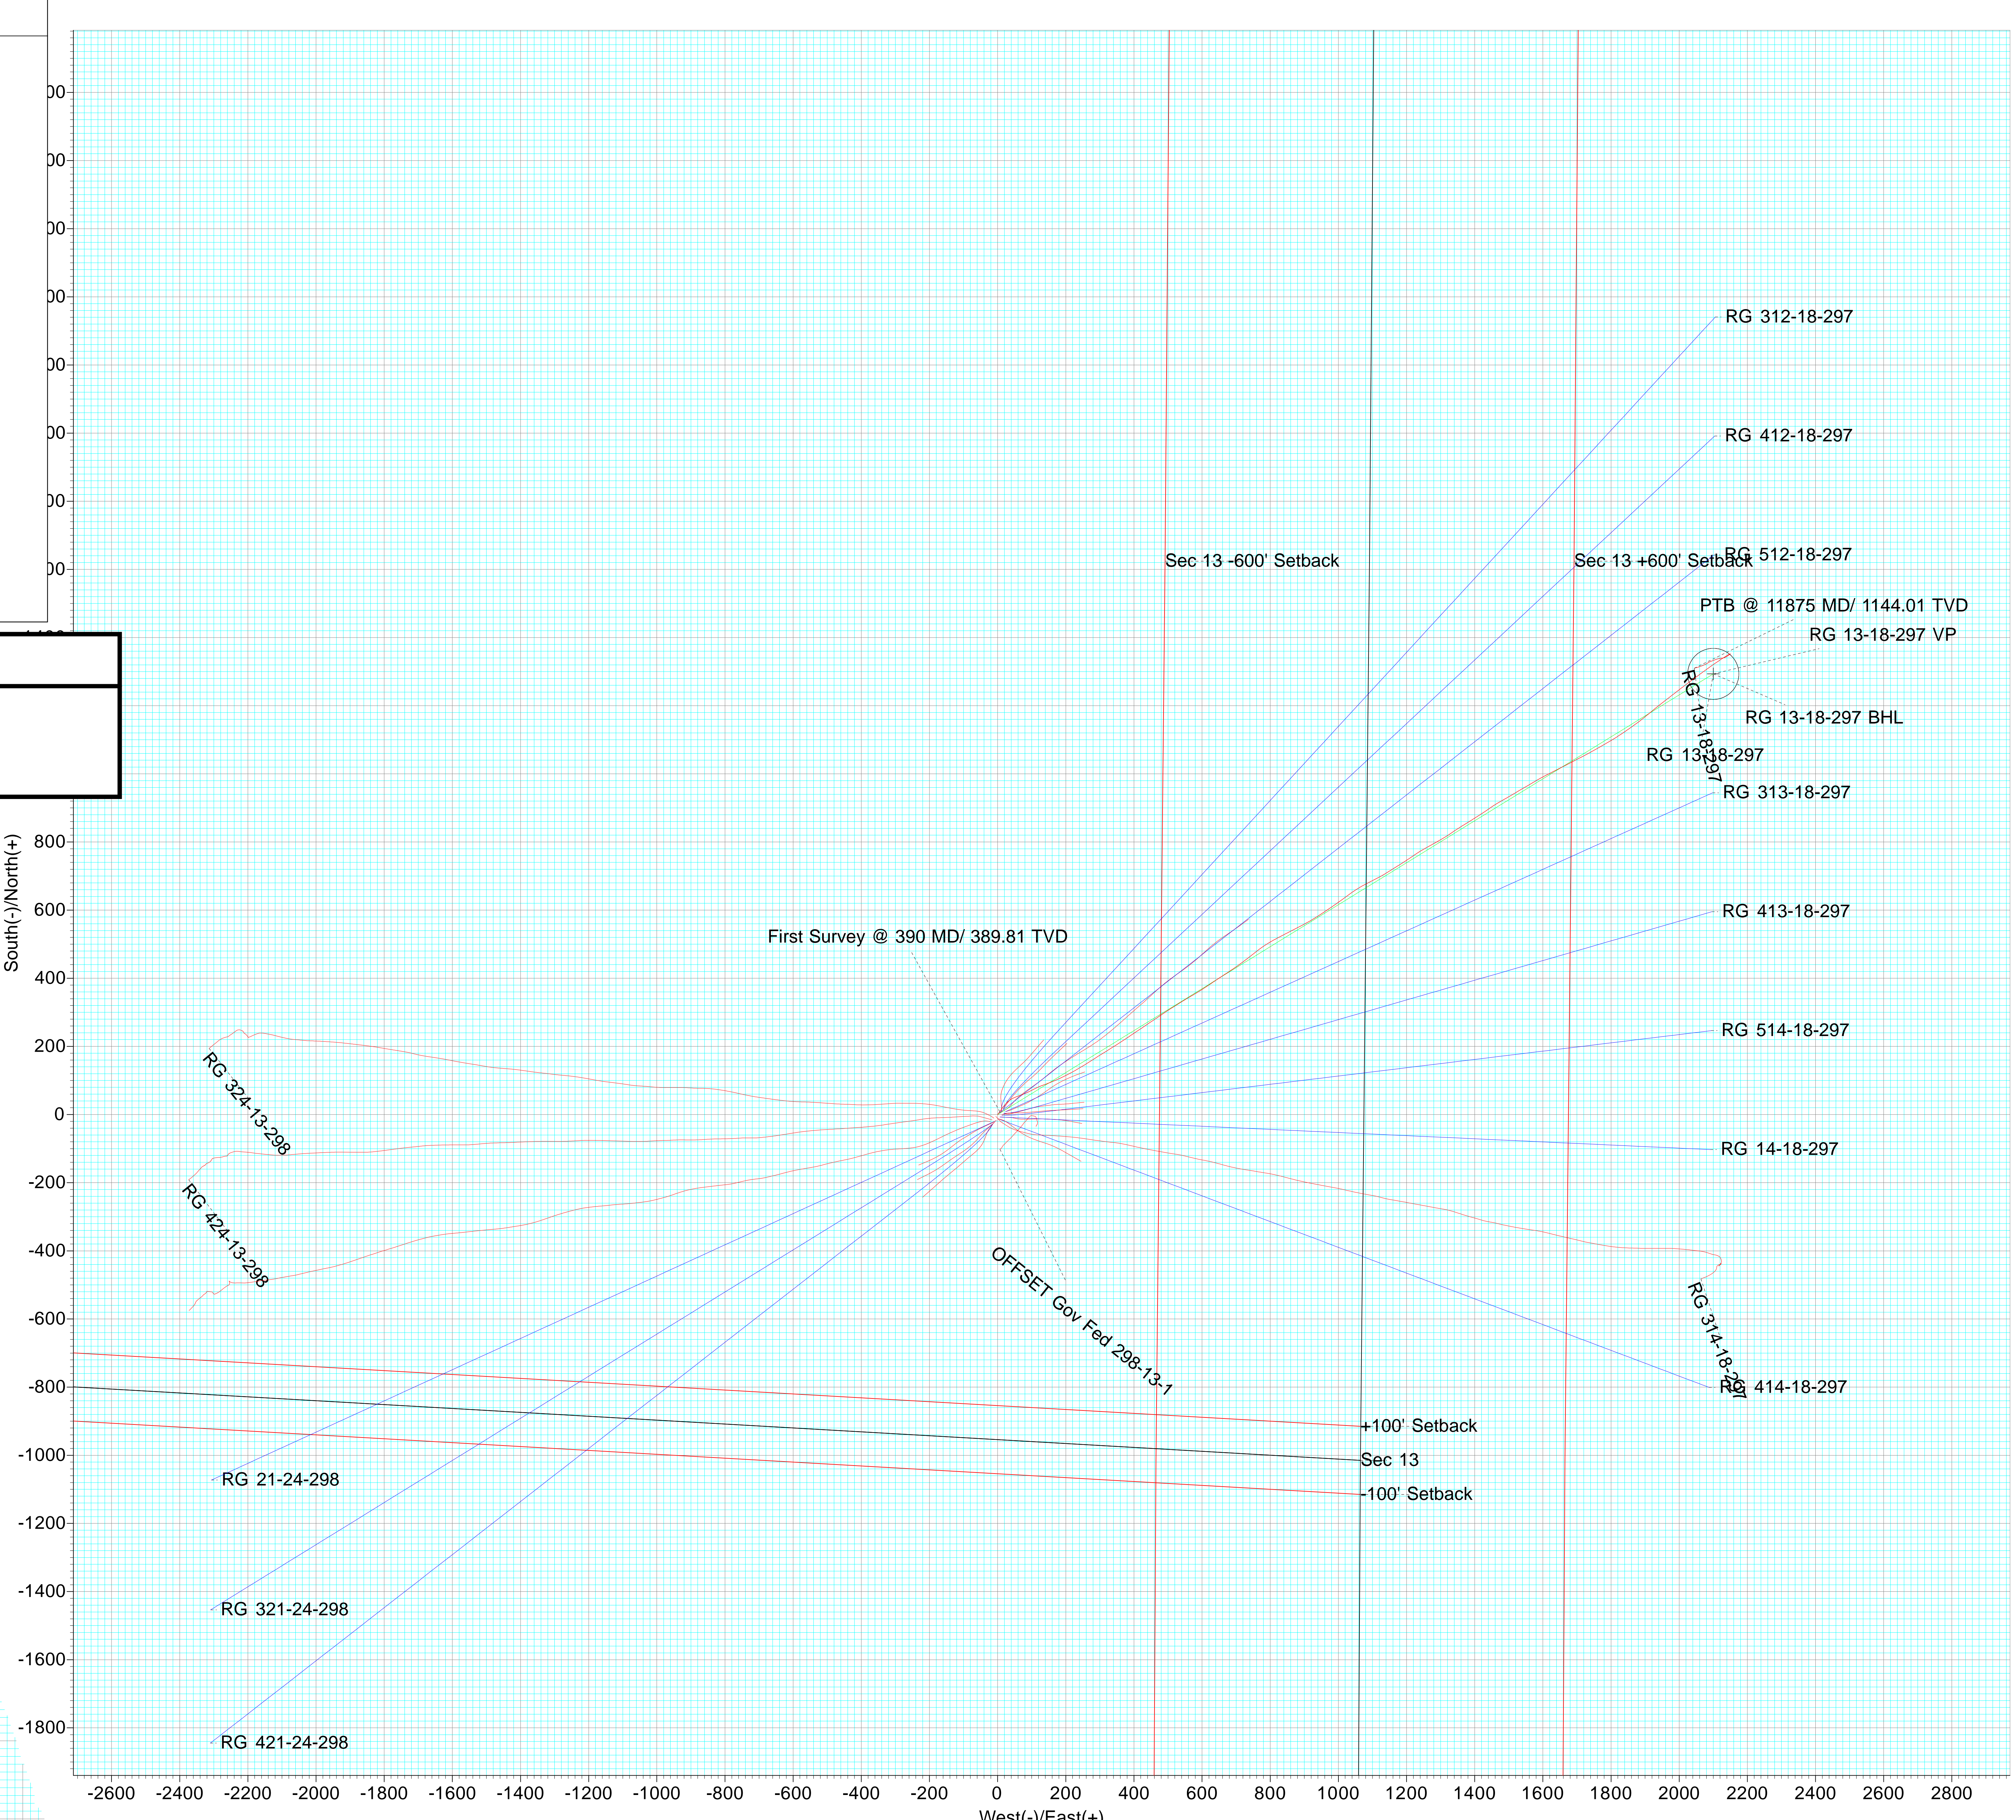 00
00
00
00
00
00
00
00
RG 312-18-297
RG 412-18-297
RG 512-18-297
Sec 13 -600' Setback
Sec 13 +600' Setback
PTB @ 11875 MD/ 1144.01 TVD
RG 13-18-297 VP
RG 13-18-297
RG 13-18-297 BHL
RG 13-18-297
RG 313-18-297
800
South(-)/North(+)
600
RG 413-18-297
First Survey @ 390 MD/ 389.81 TVD
400
200
RG 514-18-297
RG 324-13-298
0
RG 14-18-297
-200
RG 424-13-298
-400
OFFSET Gov Fed 298-13-1
RG 314-18-297
-600
-800
RG 414-18-297
+100' Setback
-1000
Sec 13
RG 21-24-298
-100' Setback
-1200
-1400
RG 321-24-298
-1600
-1800
RG 421-24-298
-2600 -2400 -2200 -2000 -1800 -1600 -1400 -1200 -1000 -800 -600 -400 -200 0 200 400 600 800 1000 1200 1400 1600 1800 2000 2200 2400 2600 2800
West(-)/East(+)